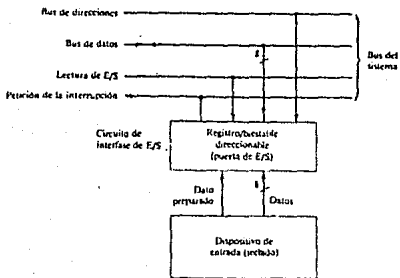 Bus de direcciones
Bus de datos
8
Bus del
sistema
Lectura de E/S
Petición de la interrupción
Circuito de
interfase de E/S
Registro/biestable
direccionable
(puerta de E/S)
Dato
preparado
8
Datos
Dispositivo de
entrada (teclado)